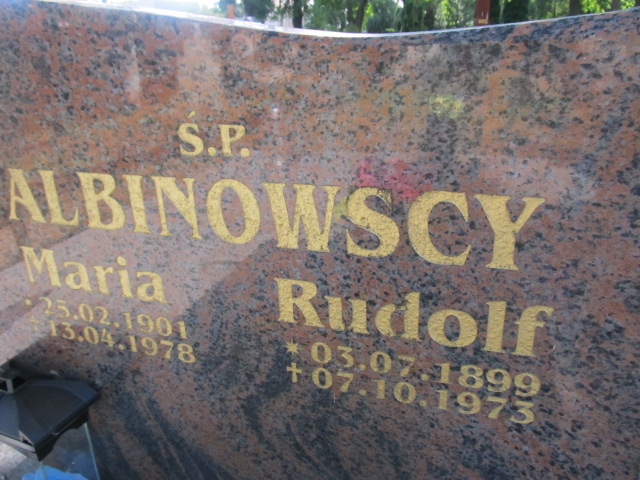 Ś.P.
ALBINOWSCY
Maria
* 25.02.1901
† 13.04.1978
Rudolf
* 03.07.1899
† 07.10.1973